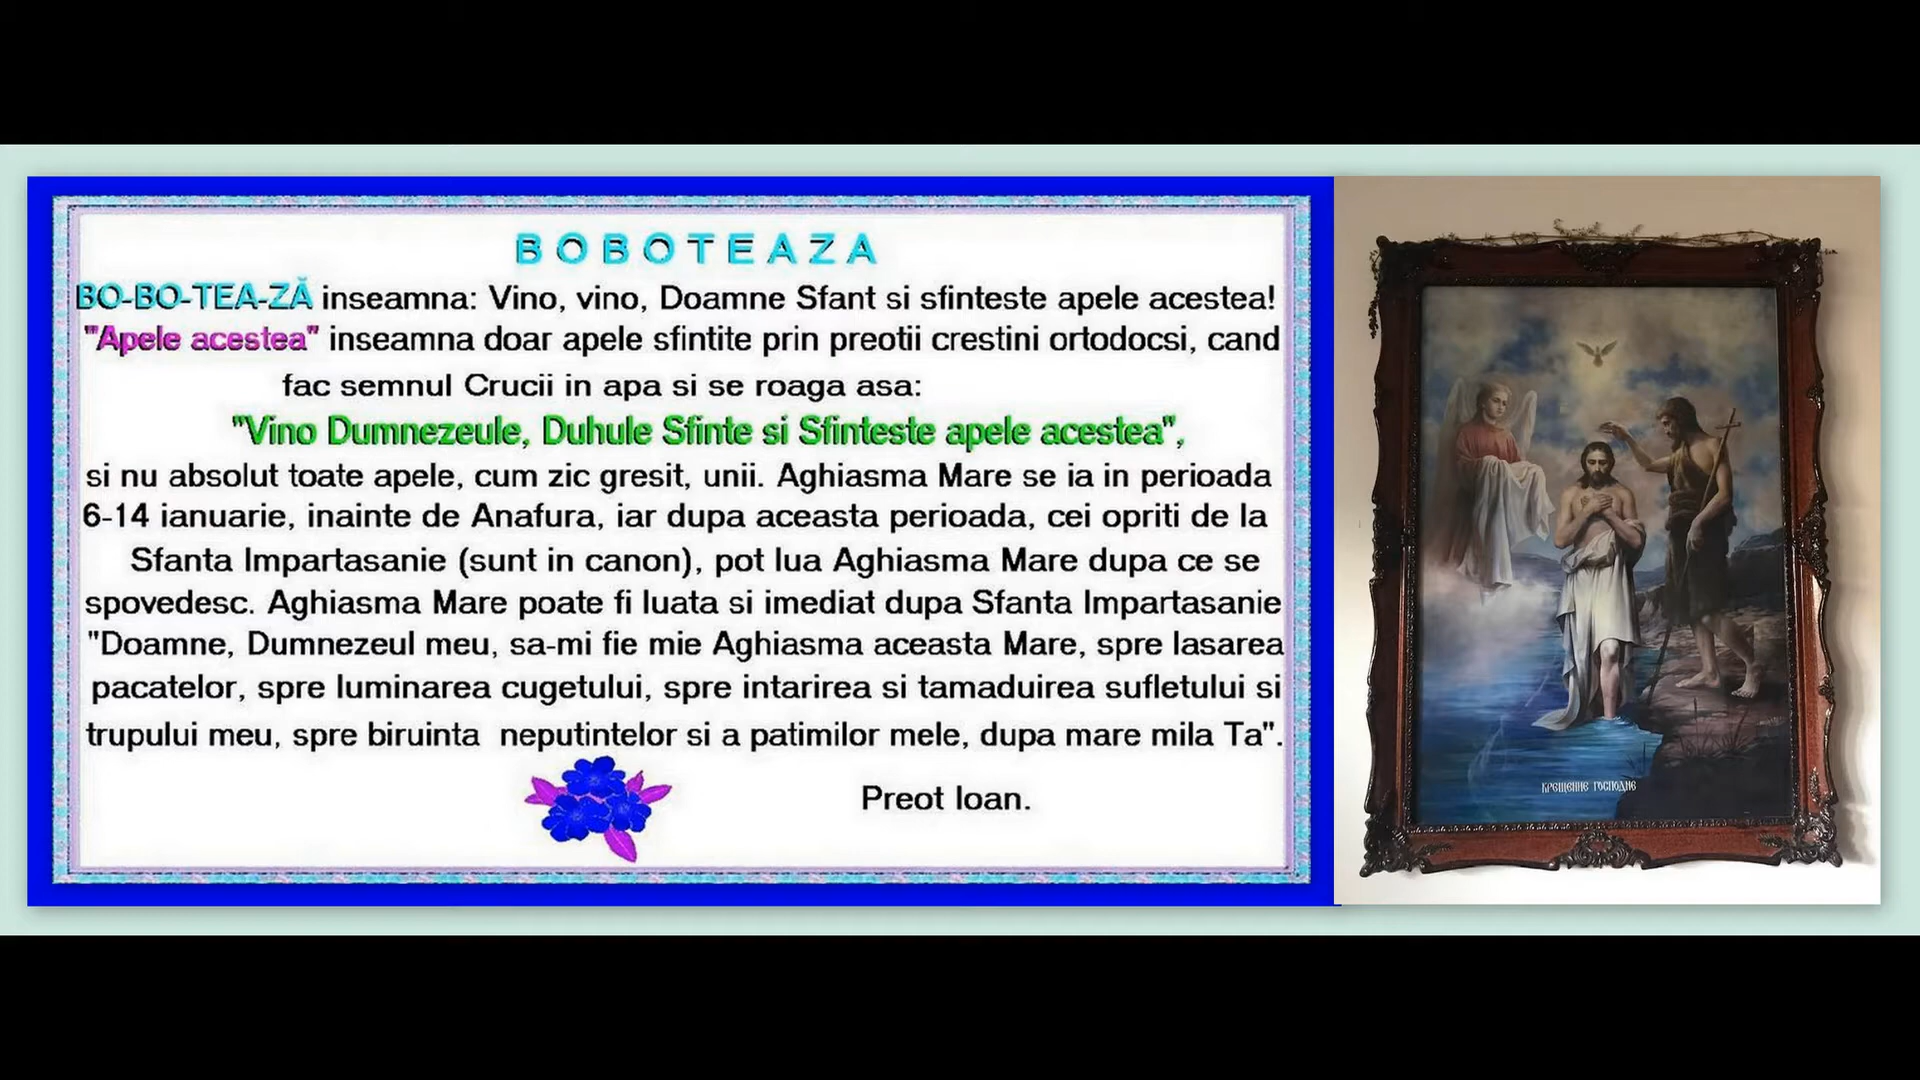 BOBOTEAZA
BO-BO-TEA-ZĂ inseamna: Vino, vino, Doamne Sfant si sfinteste apele acestea!
"Apele acestea" inseamna doar apele sfintite prin preotii crestini ortodocsi, cand
fac semnul Crucii in apa si se roaga asa:
"Vino Dumnezeule, Duhule Sfinte si Sfinteste apele acestea",
si nu absolut toate apele, cum zic gresit, unii. Aghiasma Mare se ia in perioada
6-14 ianuarie, inainte de Anafura, iar dupa aceasta perioada, cei opriti de la
Sfanta Impartasanie (sunt in canon), pot lua Aghiasma Mare dupa ce se
spovedesc. Aghiasma Mare poate fi luata si imediat dupa Sfanta Impartasanie
"Doamne, Dumnezeul meu, sa-mi fie mie Aghiasma aceasta Mare, spre lasarea
pacatelor, spre luminarea cugetului, spre intarirea si tamaduirea sufletului si
trupului meu, spre biruinta neputintelor si a patimilor mele, dupa mare mila Ta".
Preot Ioan.
КРЕЩЕНИЕ ГОСПОДНЕ